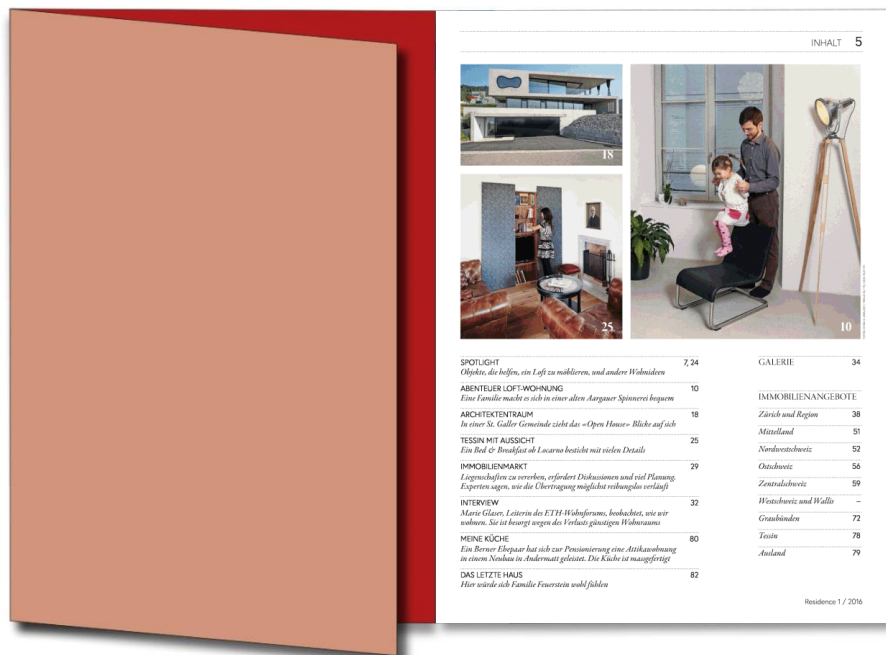 INHALT 5
18
25
10
SPOTLIGHT 7, 24
Objekte, die helfen, ein Loft zu möblieren, und andere Wohnideen
ABENTEUER LOFT-WOHNUNG 10
Eine Familie macht es sich in einer alten Aargauer Spinnerei bequem
ARCHITEKTENTRAUM 18
In einer St. Galler Gemeinde zieht das «Open House» Blicke auf sich
TESSIN MIT AUSSICHT 25
Ein Bed & Breakfast ob Locarno besticht mit vielen Details
IMMOBILIENMARKT 29
Liegenschaften zu vererben, erfordert Diskussionen und viel Planung.
Experten sagen, wie die Übertragung möglichst reibungslos verläuft
INTERVIEW 32
Marie Glaser, Leiterin des ETH-Wohnforums, beobachtet, wie wir
wohnen. Sie ist besorgt wegen des Verlusts günstigen Wohnraums
MEINE KÜCHE 80
Ein Berner Ehepaar hat sich zur Pensionierung eine Attikawohnung
in einem Neubau in Andermatt geleistet. Die Küche ist massgefertigt
DAS LETZTE HAUS 82
Hier würde sich Familie Feuerstein wohl fühlen
GALERIE 34
IMMOBILIENANGEBOTE
Zürich und Region 38
Mittelland 51
Nordwestschweiz 52
Ostschweiz 56
Zentralschweiz 59
Westschweiz und Wallis –
Graubünden 72
Tessin 78
Ausland 79
Residence 1 / 2016